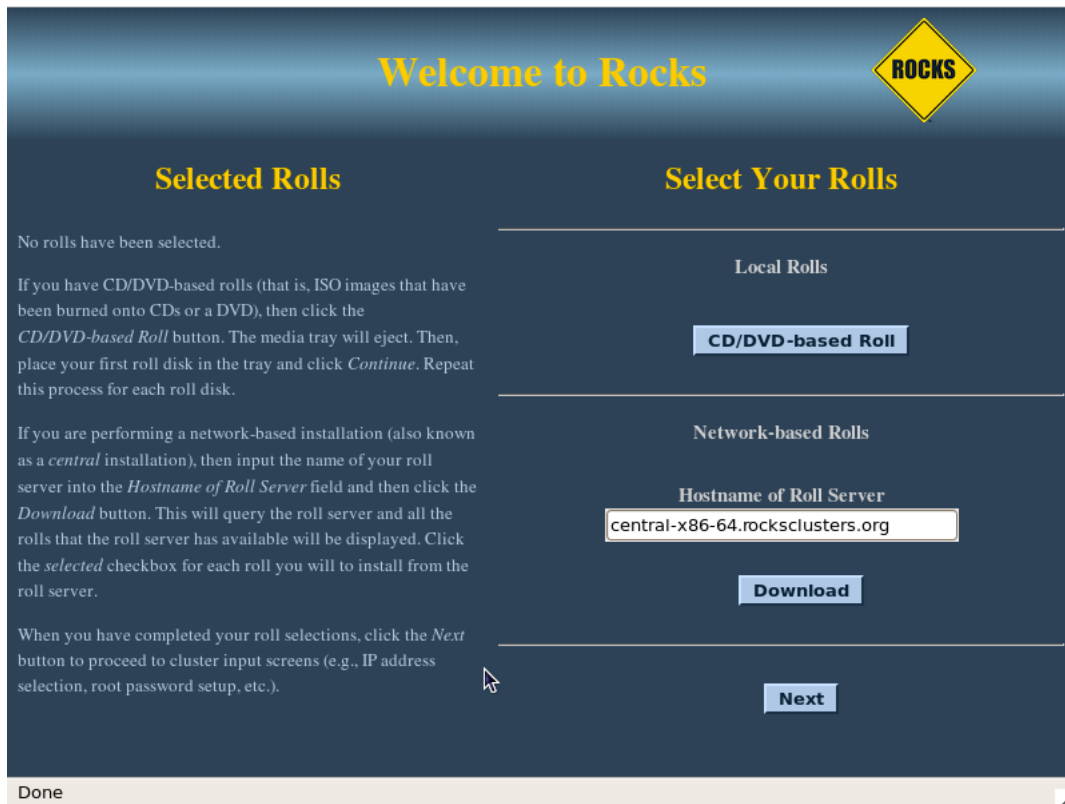 Welcome to Rocks
ROCKS
Selected Rolls
No rolls have been selected.
If you have CD/DVD-based rolls (that is, ISO images that have
been burned onto CDs or a DVD), then click the
CD/DVD-based Roll button. The media tray will eject. Then,
place your first roll disk in the tray and click Continue. Repeat
this process for each roll disk.
If you are performing a network-based installation (also known
as a central installation), then input the name of your roll
server into the Hostname of Roll Server field and then click the
Download button. This will query the roll server and all the
rolls that the roll server has available will be displayed. Click
the selected checkbox for each roll you will to install from the
roll server.
When you have completed your roll selections, click the Next
button to proceed to cluster input screens (e.g., IP address
selection, root password setup, etc.).
Select Your Rolls
Local Rolls
CD/DVD-based Roll
Network-based Rolls
Hostname of Roll Server
central-x86-64.rocksclusters.org
Download
Next
Done